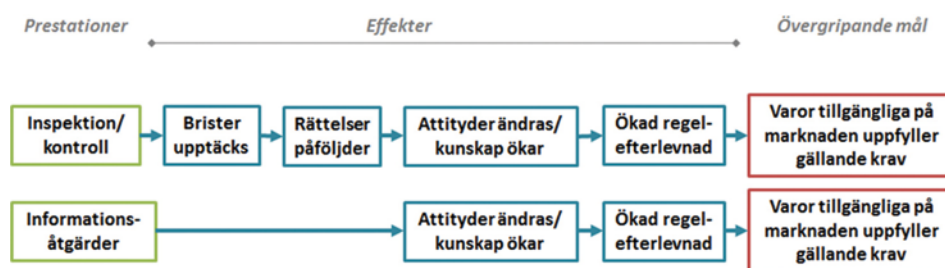 Prestationer
Effekter
Övergripande mål
Inspektion/
kontroll
Brister
upptäcks
Rättelser
påföljder
Attityder ändras/
kunskap ökar
Ökad regel-
efterlevnad
Varor tillgängliga på
marknaden uppfyller
gällande krav
Informations-
åtgärder
Attityder ändras/
kunskap ökar
Ökad regel-
efterlevnad
Varor tillgängliga på
marknaden uppfyller
gällande krav